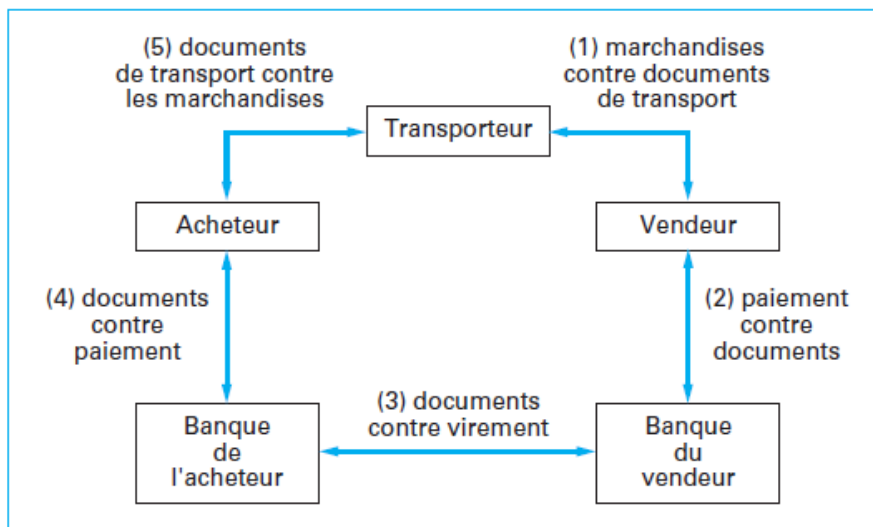 (5) documents
de transport contre
les marchandises
(1) marchandises
contre documents
de transport
Transporteur
Acheteur
Vendeur
(4) documents
contre
paiement
(2) paiement
contre
documents
(3) documents
contre virement
Banque
de
l'acheteur
Banque
du
vendeur